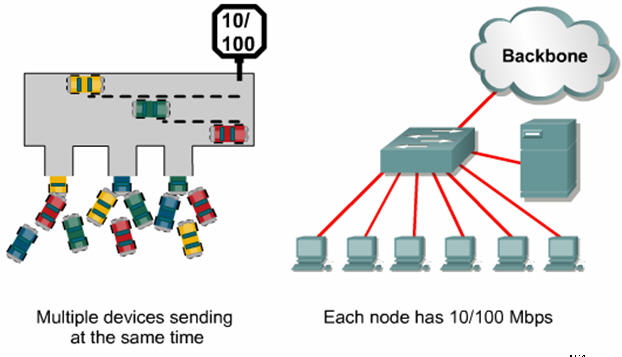 10/
100
Backbone
Multiple devices sending
at the same time
Each node has 10/100 Mbps